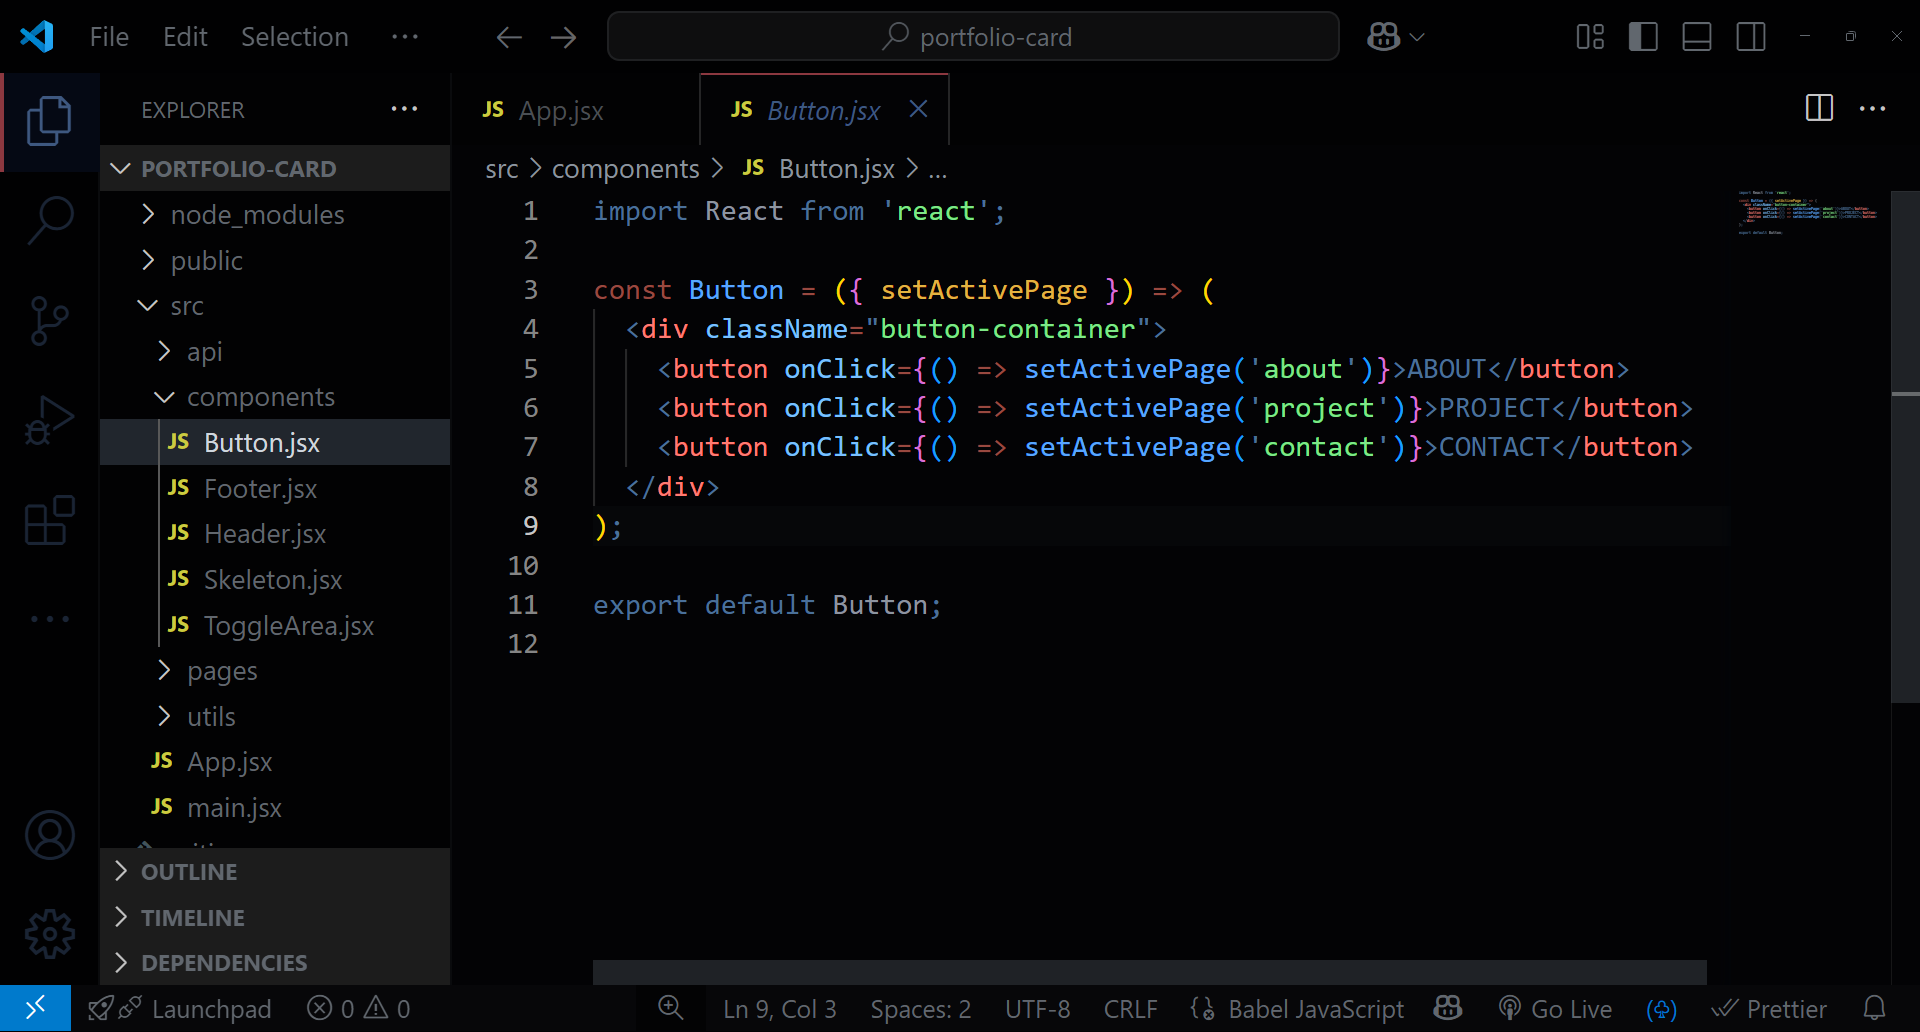 File Edit Selection ··· portfolio-card
EXPLORER ···
PORTFOLIO-CARD
node_modules
public
src
api
components
JS Button.jsx
JS Footer.jsx
JS Header.jsx
JS Skeleton.jsx
JS ToggleArea.jsx
pages
utils
JS App.jsx
JS main.jsx
OUTLINE
TIMELINE
DEPENDENCIES
JS App.jsx JS Button.jsx
src > components > JS Button.jsx > ...
1 import React from 'react';
2
3 const Button = ({ setActivePage }) => (
4 <div className="button-container">
5 <button onClick={() => setActivePage('about')}>ABOUT</button>
6 <button onClick={() => setActivePage('project')}>PROJECT</button>
7 <button onClick={() => setActivePage('contact')}>CONTACT</button>
8 </div>
9 );
10
11 export default Button;
12
Launchpad 0 0 Ln 9, Col 3 Spaces: 2 UTF-8 CRLF Babel JavaScript Go Live Prettier